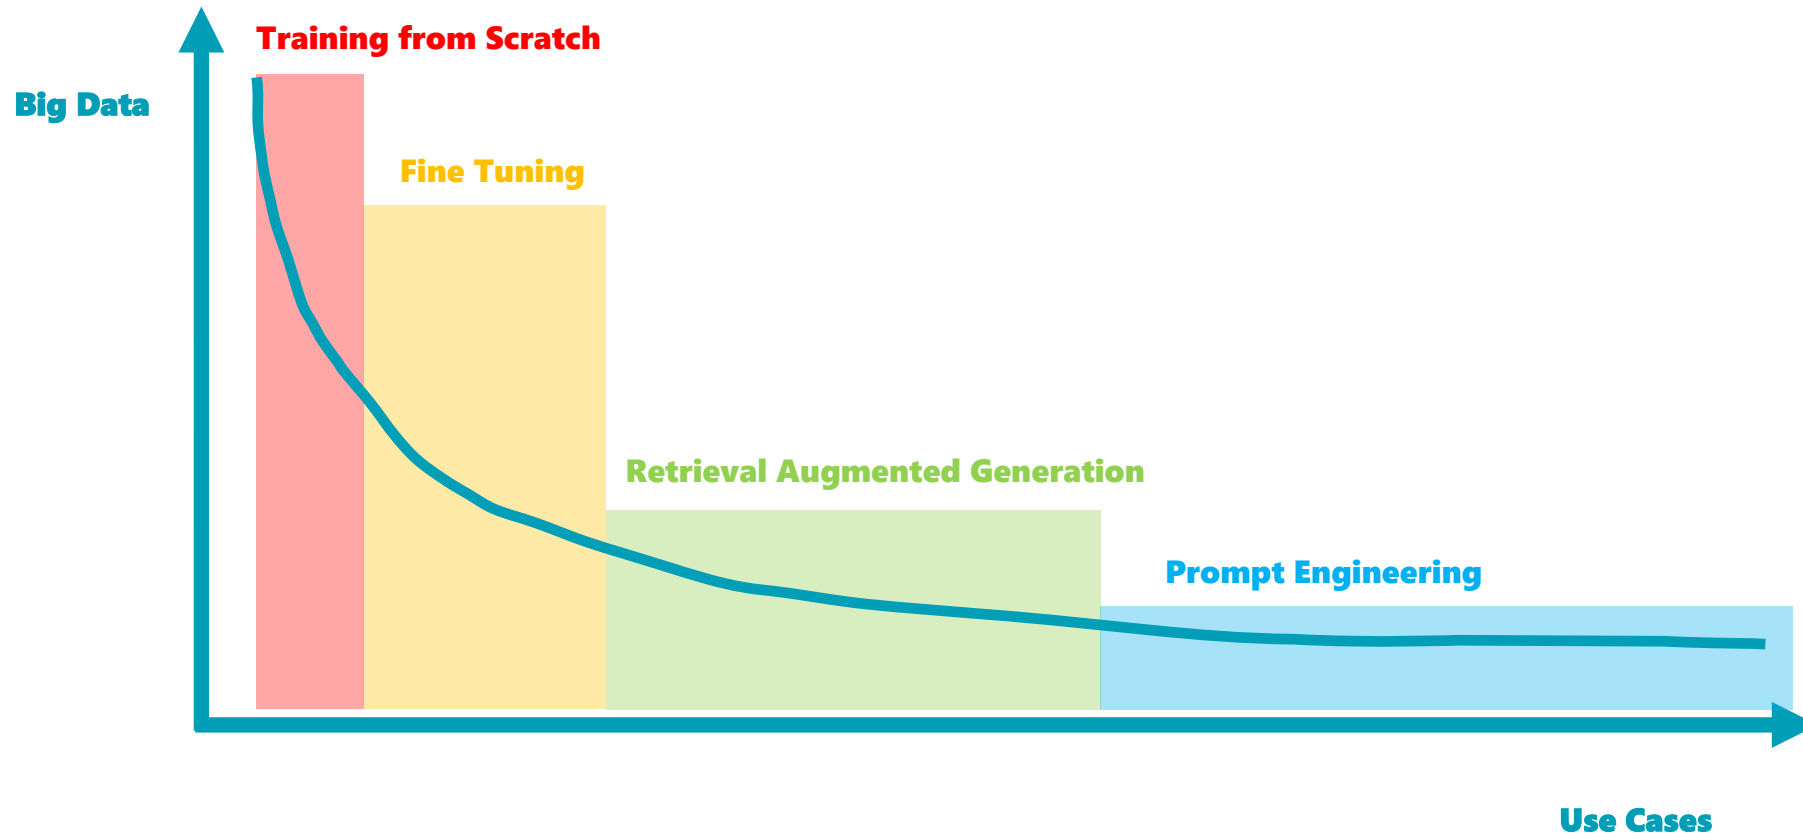 Training from Scratch
Big Data
Fine Tuning
Retrieval Augmented Generation
Prompt Engineering
Use Cases